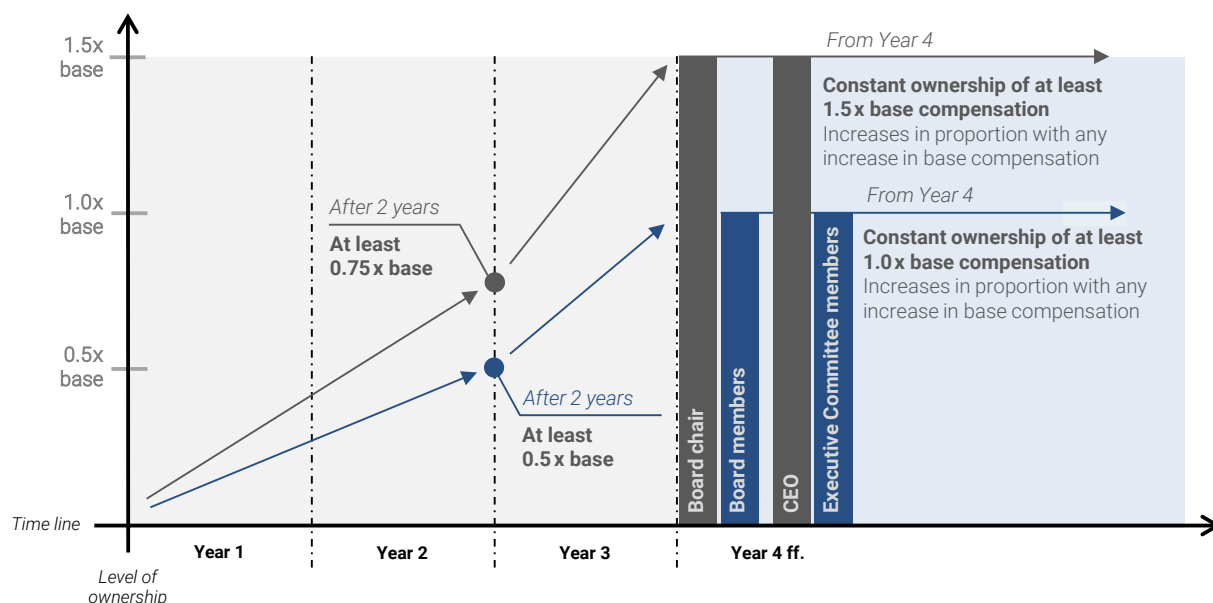 1.5x
base
From Year 4
Constant ownership of at least
1.5x base compensation
Increases in proportion with any
increase in base compensation
1.0x
base
After 2 years
At least
0.75x base
From Year 4
Constant ownership of at least
1.0x base compensation
Increases in proportion with any
increase in base compensation
0.5x
base
After 2 years
At least
0.5x base
Board chair
Board members
CEO
Executive Committee members
Time line
Year 1
Year 2
Year 3
Year 4 ff.
Level of
ownership